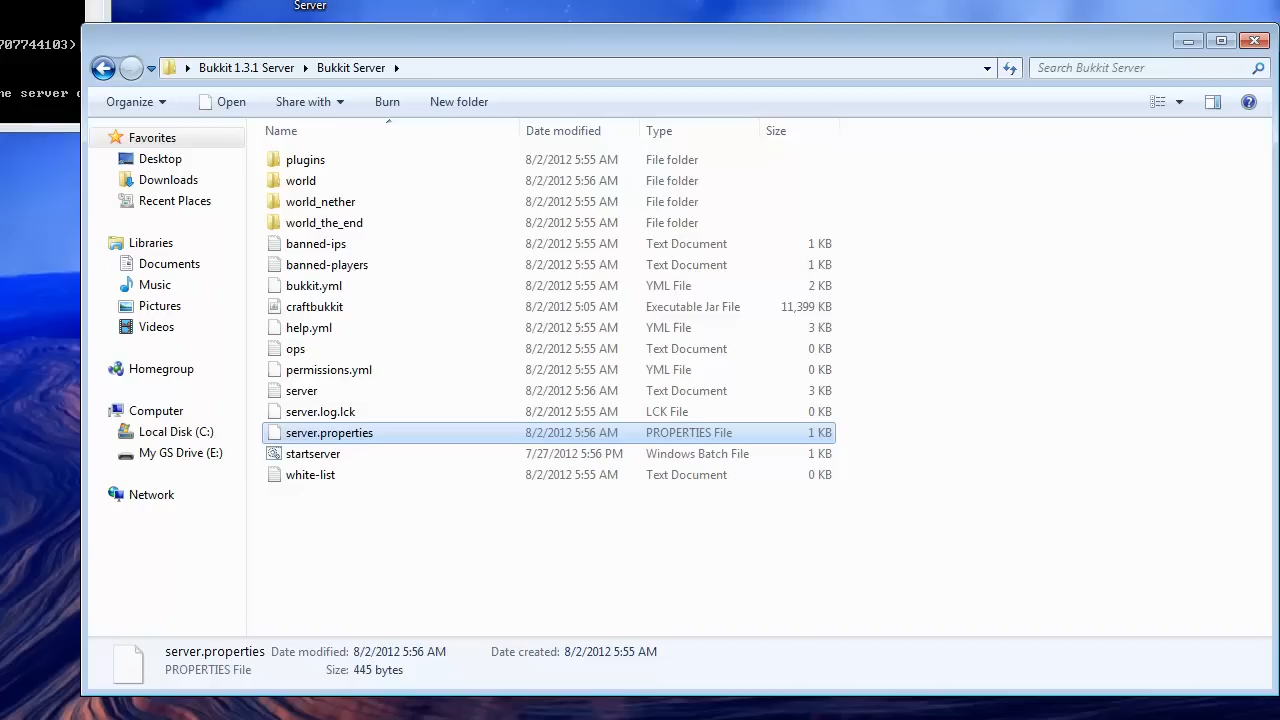 Server
707744103)
ne server
Bukkit 1.3.1 Server
Bukkit Server
Search Bukkit Server
Organize
Open
Share with
Burn
New folder
Favorites
Desktop
Downloads
Recent Places
Libraries
Documents
Music
Pictures
Videos
Homegroup
Computer
Local Disk (C:)
My GS Drive (E:)
Network
Name Date modified Type Size
plugins 8/2/2012 5:55 AM File folder
world 8/2/2012 5:56 AM File folder
world_nether 8/2/2012 5:55 AM File folder
world_the_end 8/2/2012 5:55 AM File folder
banned-ips 8/2/2012 5:55 AM Text Document 1 KB
banned-players 8/2/2012 5:55 AM Text Document 1 KB
bukkit.yml 8/2/2012 5:55 AM YML File 2 KB
craftbukkit 8/2/2012 5:05 AM Executable Jar File 11,399 KB
help.yml 8/2/2012 5:55 AM YML File 3 KB
ops 8/2/2012 5:55 AM Text Document 0 KB
permissions.yml 8/2/2012 5:55 AM YML File 0 KB
server 8/2/2012 5:56 AM Text Document 3 KB
server.log.lck 8/2/2012 5:55 AM LCK File 0 KB
server.properties 8/2/2012 5:56 AM PROPERTIES File 1 KB
startserver 7/27/2012 5:56 PM Windows Batch File 1 KB
white-list 8/2/2012 5:55 AM Text Document 0 KB
server.properties Date modified: 8/2/2012 5:56 AM Date created: 8/2/2012 5:55 AM
PROPERTIES File Size: 445 bytes